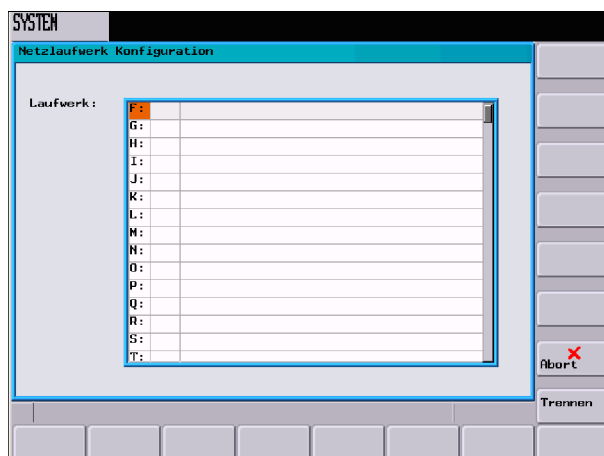 SYSTEM
Netzlaufwerk Konfiguration
Laufwerk:
F:
G:
H:
I:
J:
K:
L:
M:
N:
O:
P:
Q:
R:
S:
T:
Abort
Trennen